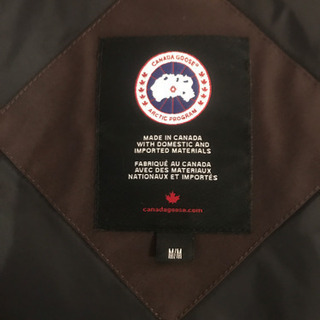 CANADA GOOSE®
ARCTIC PROGRAM
MADE IN CANADA
WITH DOMESTIC AND
IMPORTED MATERIALS
FABRIQUÉ AU CANADA
AVEC DES MATERIAUX
NATIONAUX ET IMPORTÉS
canadagoose.com
M/M